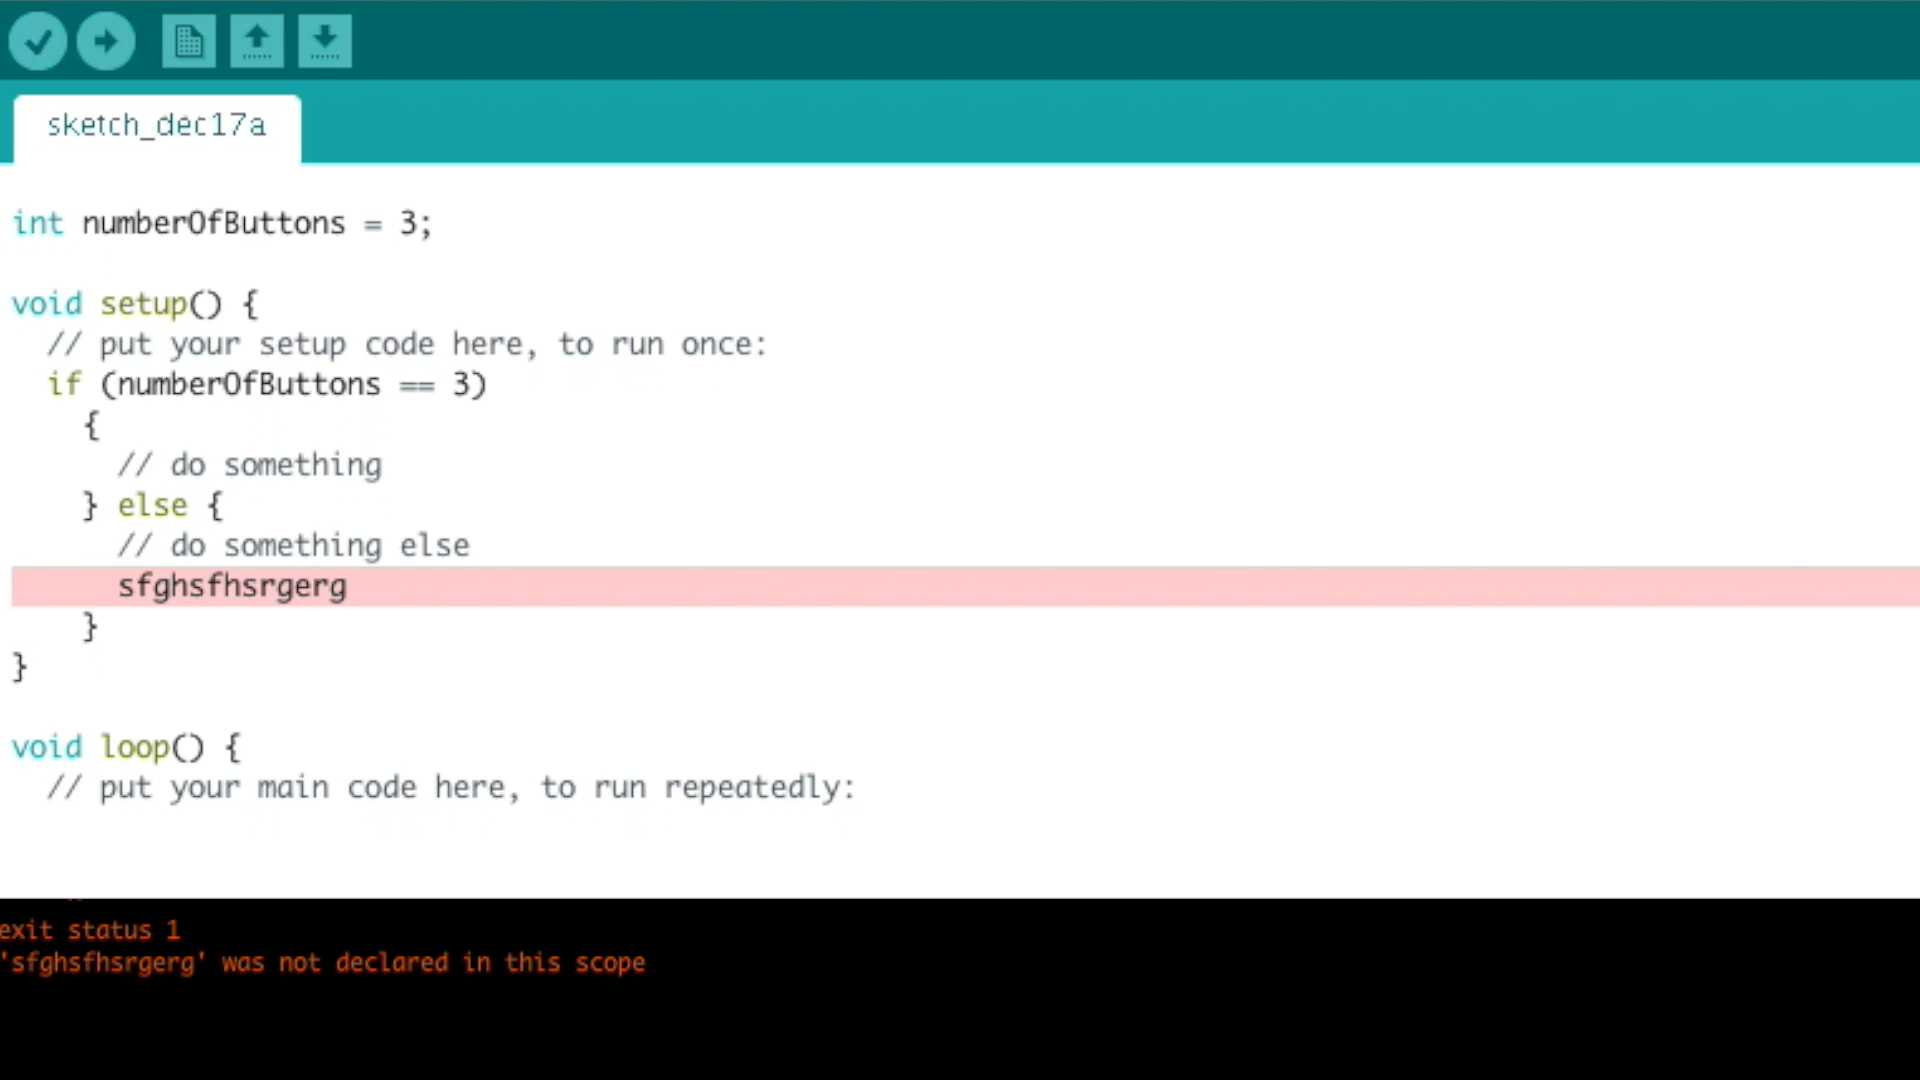 sketch_dec17a
int numberOfButtons = 3;
void setup() {
// put your setup code here, to run once:
if (numberOfButtons == 3)
{
// do something
} else {
// do something else
sfghsfhsrgerg
}
}
void loop() {
// put your main code here, to run repeatedly:
exit status 1
'sfghsfhsrgerg' was not declared in this scope